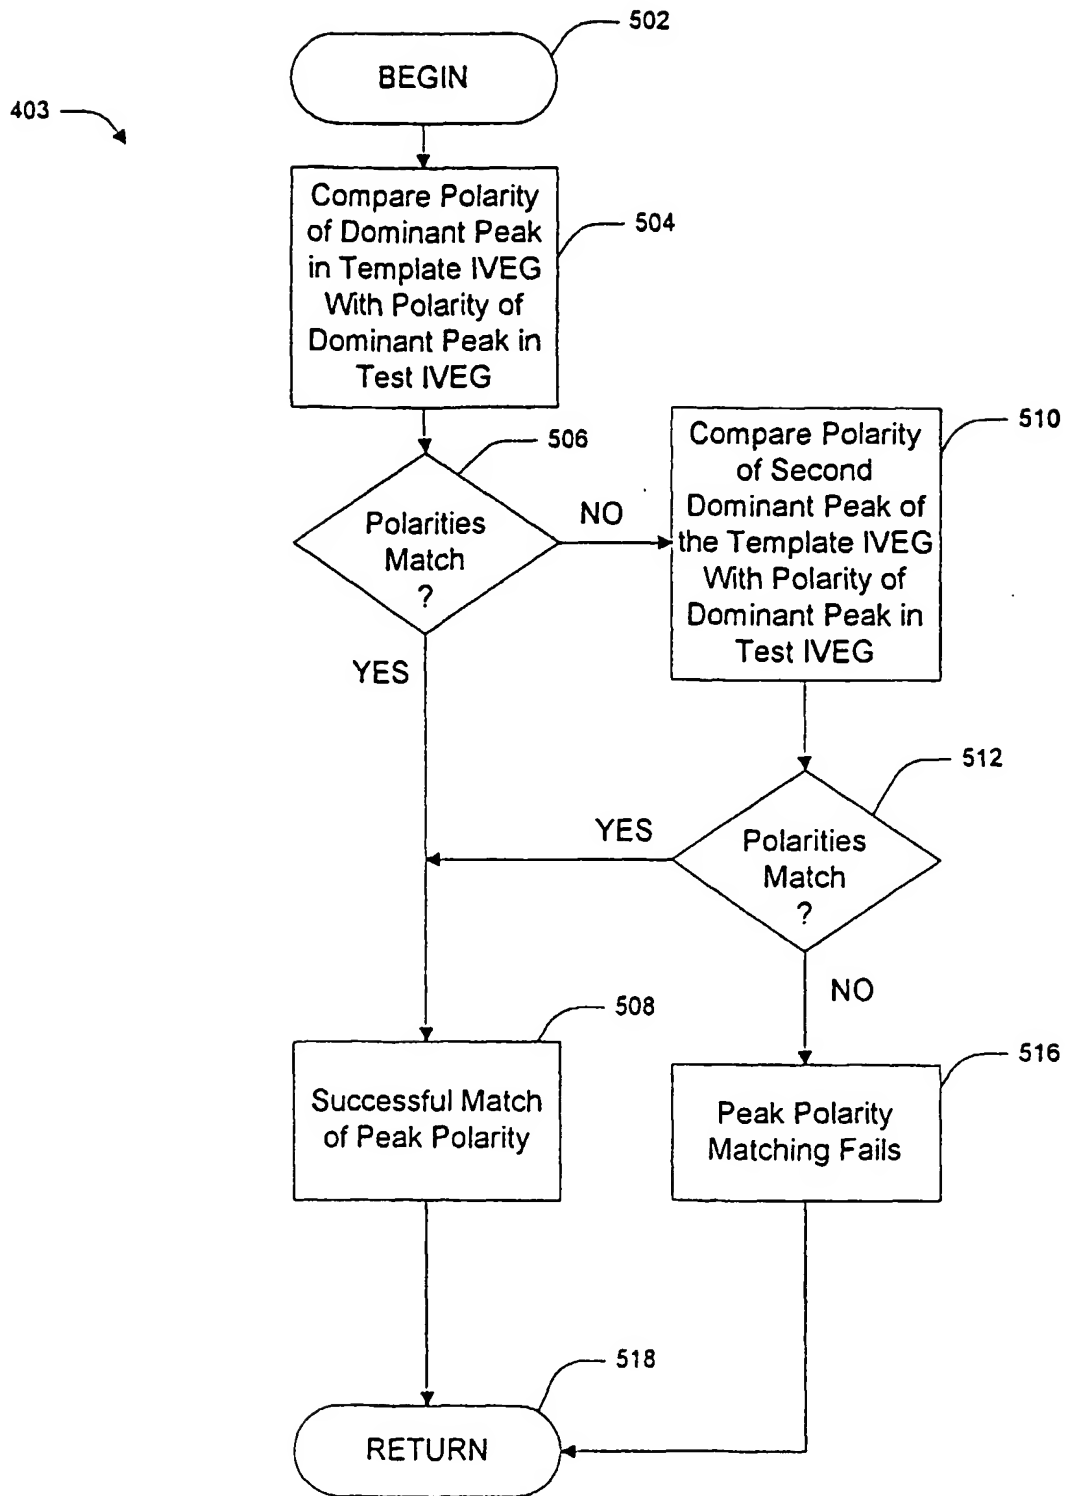 502
BEGIN
403
Compare Polarity
of Dominant Peak
in Template IVEG
With Polarity of
Dominant Peak in
Test IVEG
504
506
Polarities
Match
?
NO
YES
510
Compare Polarity
of Second
Dominant Peak of
the Template IVEG
With Polarity of
Dominant Peak in
Test IVEG
512
Polarities
Match
?
YES
NO
508
Successful Match
of Peak Polarity
516
Peak Polarity
Matching Fails
518
RETURN